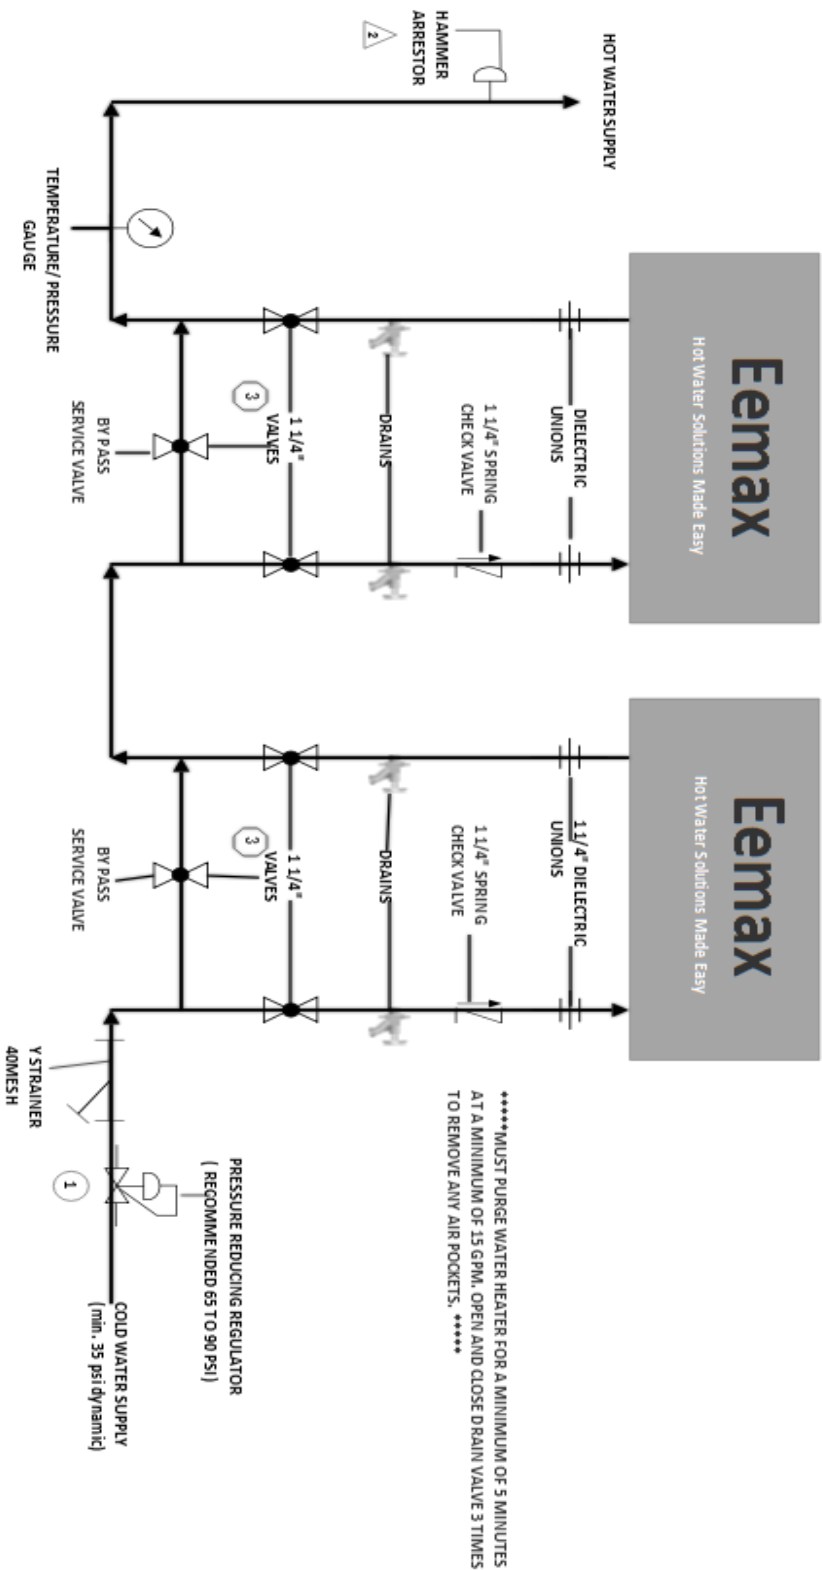 Eemax
Hot Water Solutions Made Easy
Eemax
Hot Water Solutions Made Easy
HOT WATER SUPPLY
HAMMER
ARRESTOR
2
DIELECTRIC
UNIONS
1 1/4" DIELECTRIC
UNIONS
1 1/4" SPRING
CHECK VALVE
1 1/4" SPRING
CHECK VALVE
*****MUST PURGE WATER HEATER FOR A MINIMUM OF 5 MINUTES
AT A MINIMUM OF 15 GPM. OPEN AND CLOSE DRAIN VALVE 3 TIMES
TO REMOVE ANY AIR POCKETS. *****
DRAINS
DRAINS
1 1/4"
VALVES
3
1 1/4"
VALVES
3
TEMPERATURE/ PRESSURE
GAUGE
BY PASS
SERVICE VALVE
BY PASS
SERVICE VALVE
PRESSURE REDUCING REGULATOR
( RECOMMENDED 65 TO 90 PSI)
1
Y STRAINER
40MESH
COLD WATER SUPPLY
(min. 35 psi dynamic)